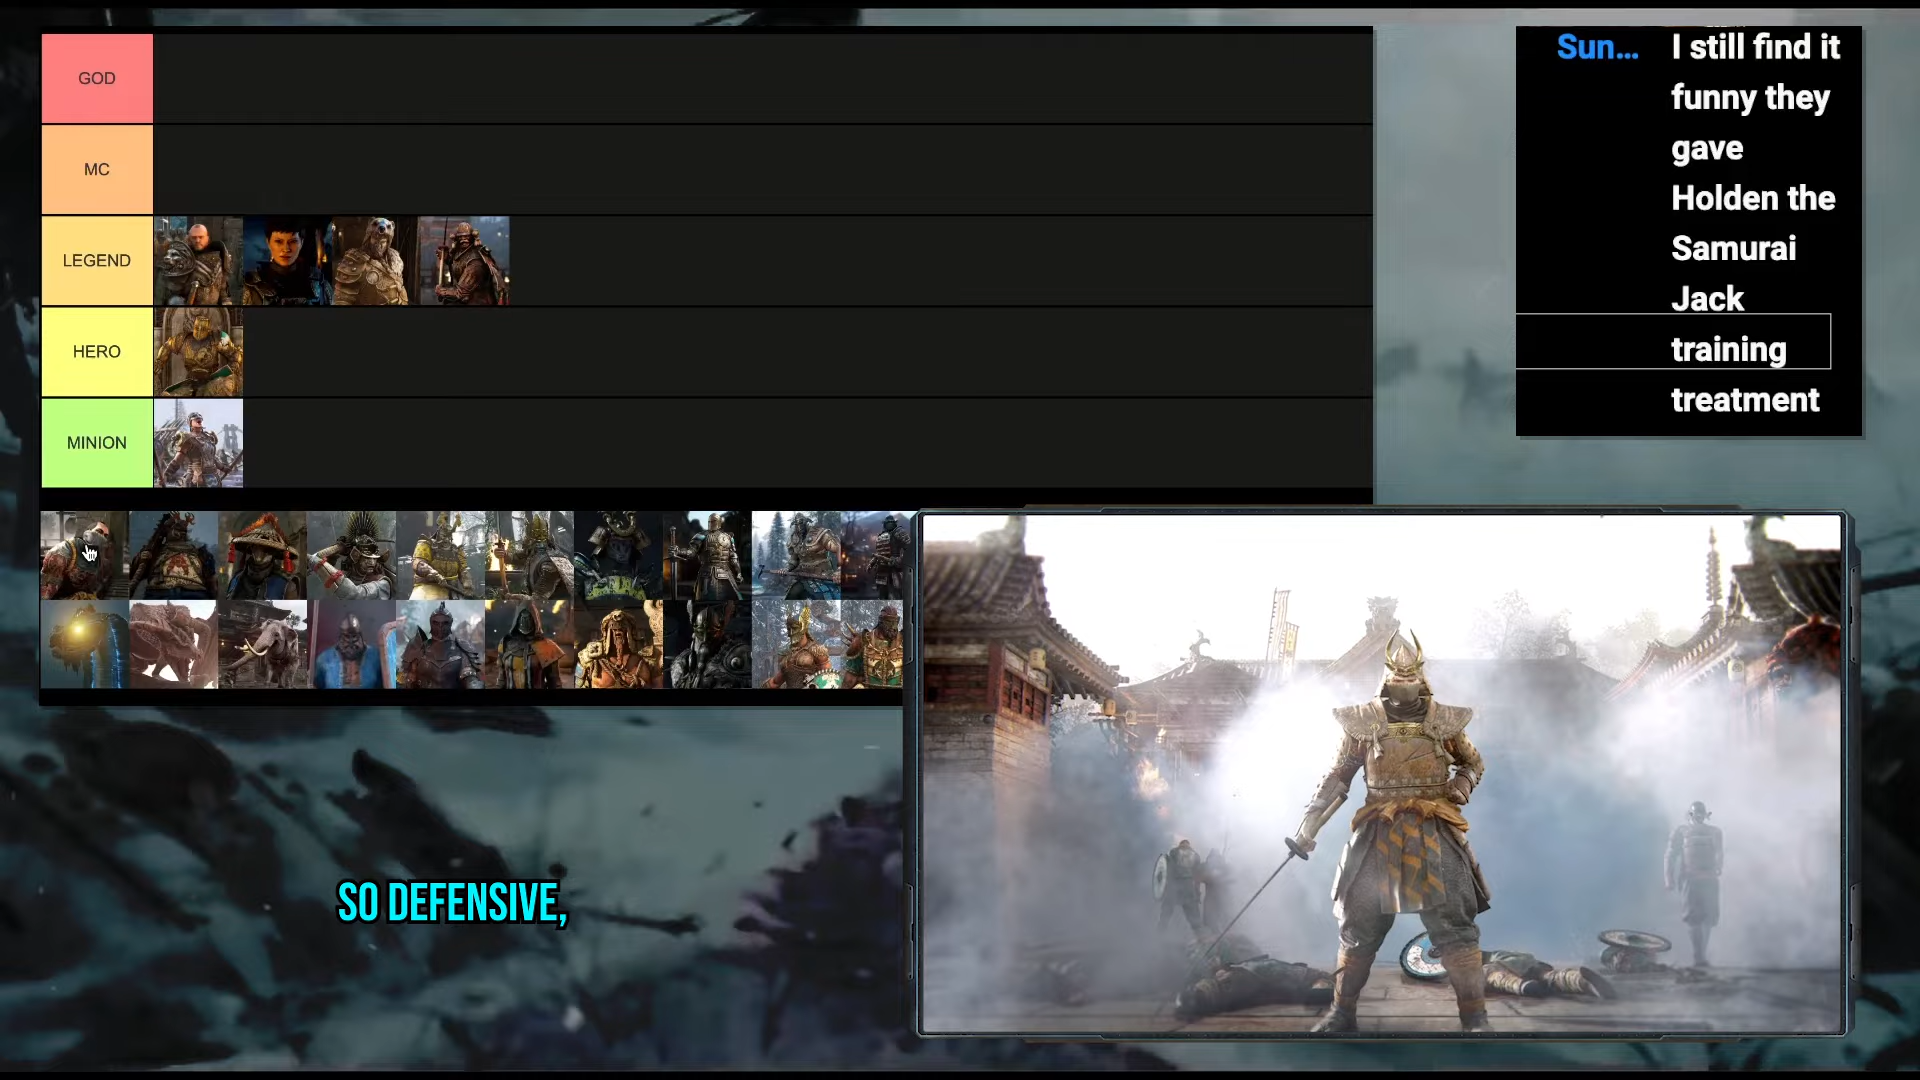 GOD
MC
LEGEND
HERO
MINION
Sun... I still find it
funny they
gave
Holden the
Samurai
Jack
training
treatment
SO DEFENSIVE,